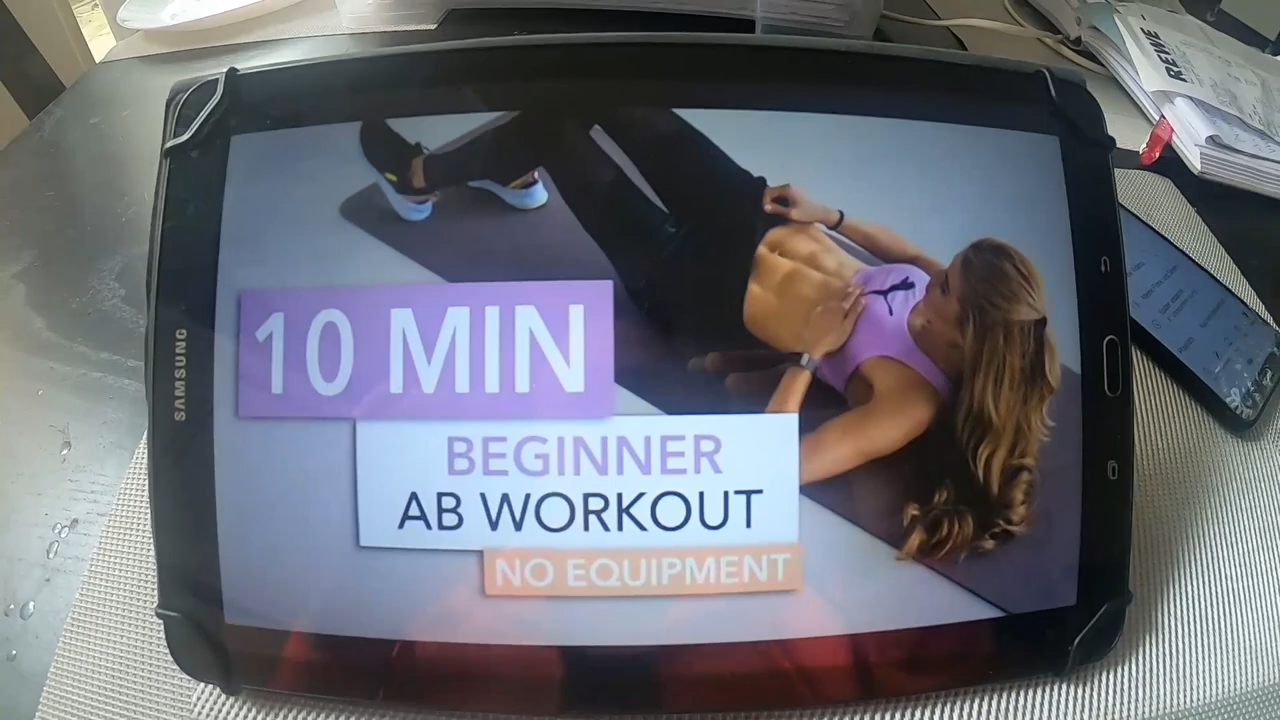 REWE
SAMSUNG
10 MIN
BEGINNER
AB WORKOUT
NO EQUIPMENT